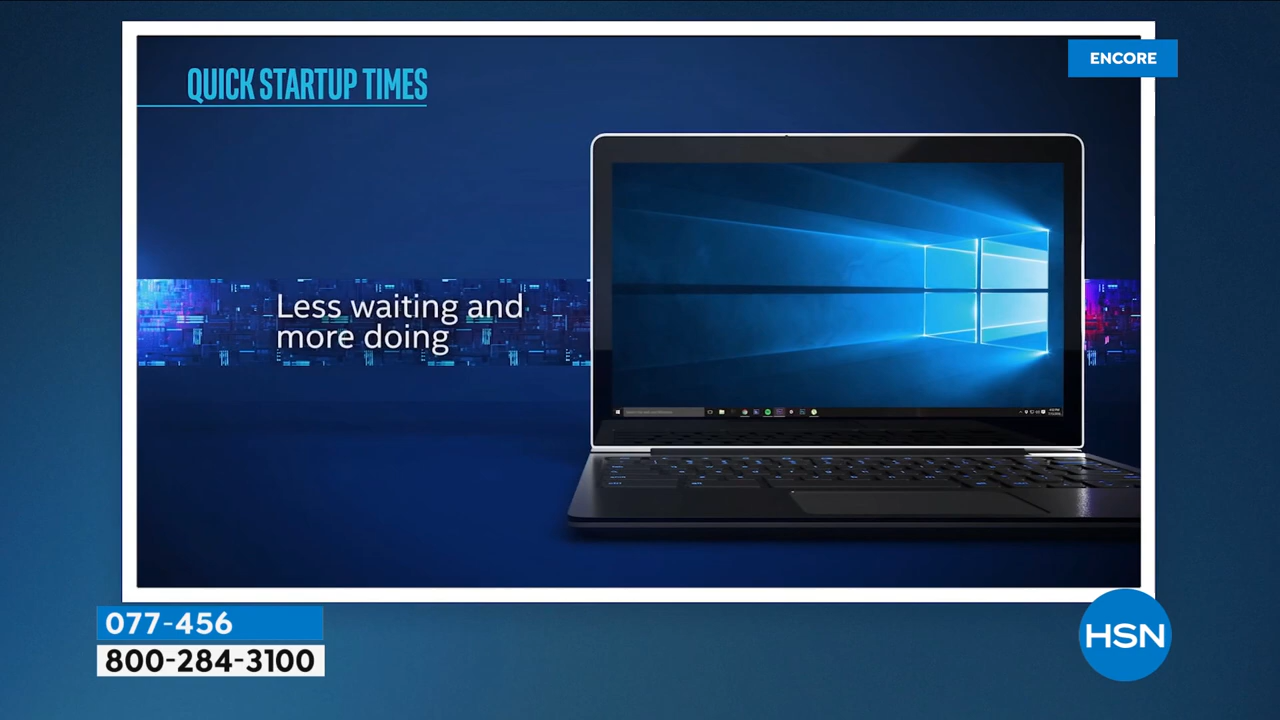 QUICK STARTUP TIMES
ENCORE
Less waiting and
more doing
077-456
800-284-3100
HSN